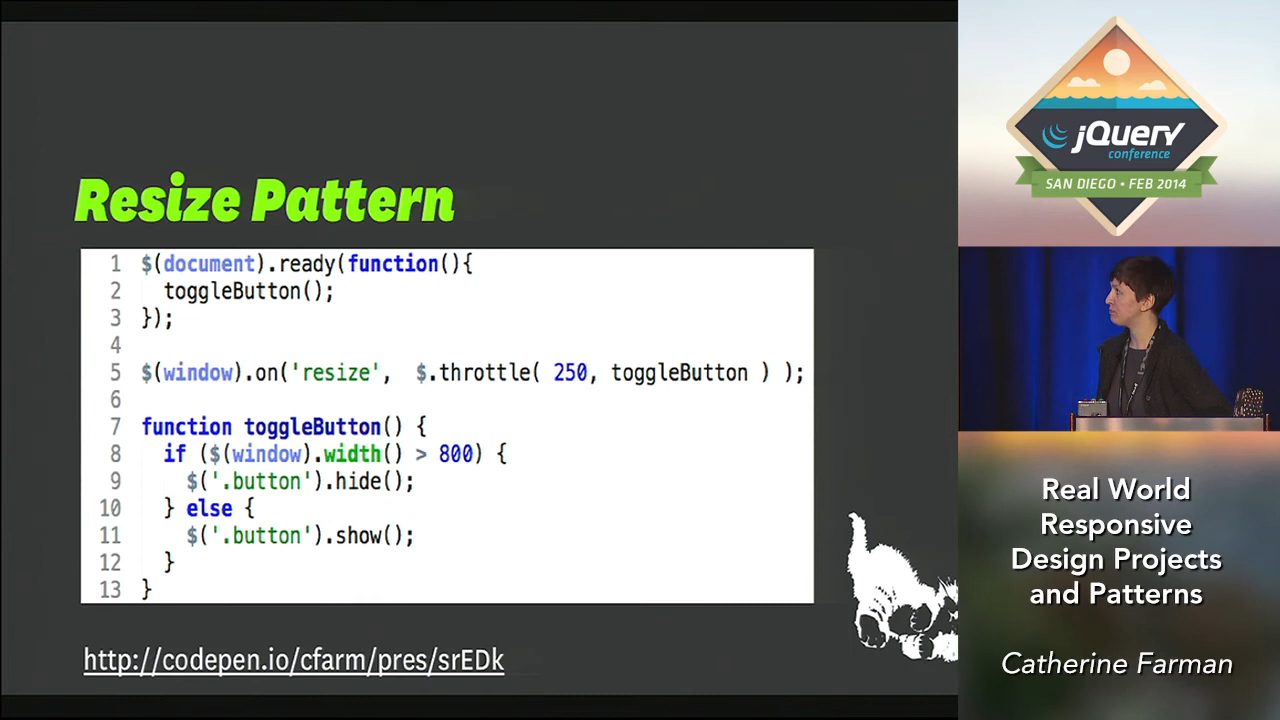 Resize Pattern
1 $(document).ready(function(){
2   toggleButton();
3 });
4
5 $(window).on('resize',  $.throttle( 250, toggleButton ) );
6
7 function toggleButton() {
8   if ($(window).width() > 800) {
9     $('.button').hide();
10   } else {
11     $('.button').show();
12   }
13 }
http://codepen.io/cfarm/pres/srEDk
jQuery
conference
SAN DIEGO • FEB 2014
Real World
Responsive
Design Projects
and Patterns
Catherine Farman